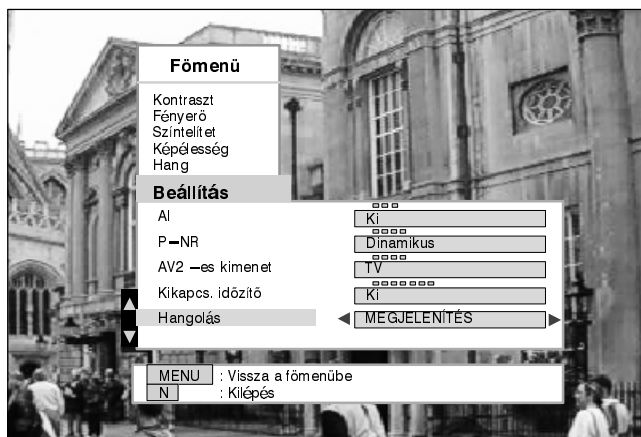 Fömenü
Kontraszt
Fényerö
Színtelítet
Képélesség
Hang
Beállítás
AI Ki
P–NR Dinamikus
AV2 –es kimenet TV
Kikapcs. idözítö Ki
Hangolás MEGJELENÍTÉS
MENU : Vissza a fömenübe
N : Kilépés